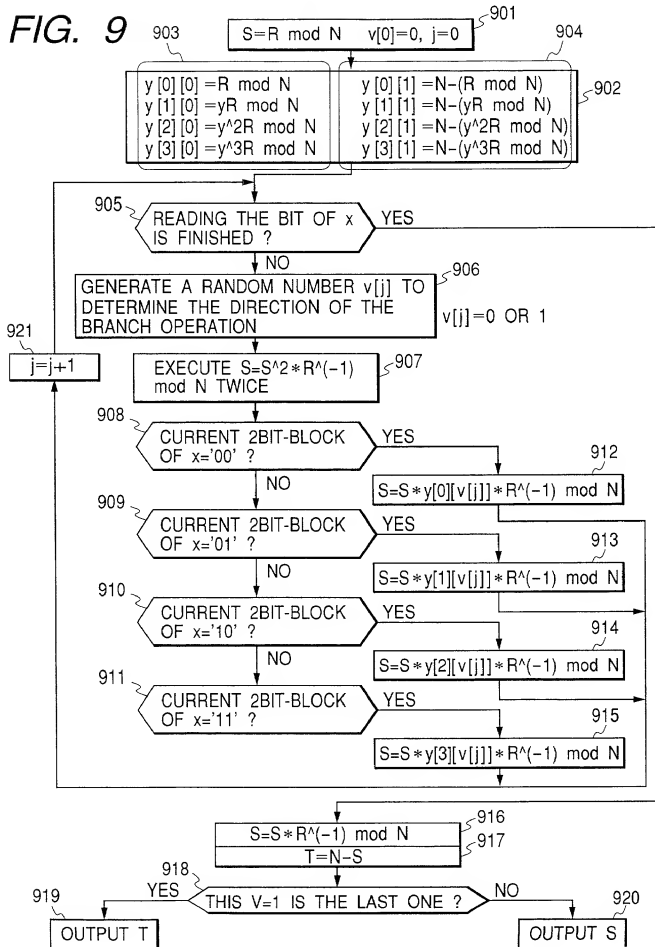 FIG. 9
901
S=R mod N v[0]=0, j=0
903
904
y[0][0]=R mod N
y[1][0]=yR mod N
y[2][0]=y^2R mod N
y[3][0]=y^3R mod N
y[0][1]=N-(R mod N)
y[1][1]=N-(yR mod N)
y[2][1]=N-(y^2R mod N)
y[3][1]=N-(y^3R mod N)
902
905
READING THE BIT OF x
IS FINISHED ?
YES
NO
906
GENERATE A RANDOM NUMBER v[j] TO
DETERMINE THE DIRECTION OF THE
BRANCH OPERATION
v[j]=0 OR 1
921
j=j+1
907
EXECUTE S=S^2*R^(-1)
mod N TWICE
908
CURRENT 2BIT-BLOCK
OF x='00' ?
YES
NO
912
S=S*y[0][v[j]]*R^(-1) mod N
909
CURRENT 2BIT-BLOCK
OF x='01' ?
YES
NO
913
S=S*y[1][v[j]]*R^(-1) mod N
910
CURRENT 2BIT-BLOCK
OF x='10' ?
YES
NO
914
S=S*y[2][v[j]]*R^(-1) mod N
911
CURRENT 2BIT-BLOCK
OF x='11' ?
YES
915
S=S*y[3][v[j]]*R^(-1) mod N
916
S=S*R^(-1) mod N
917
T=N-S
918
THIS V=1 IS THE LAST ONE ?
YES
NO
919
OUTPUT T
920
OUTPUT S